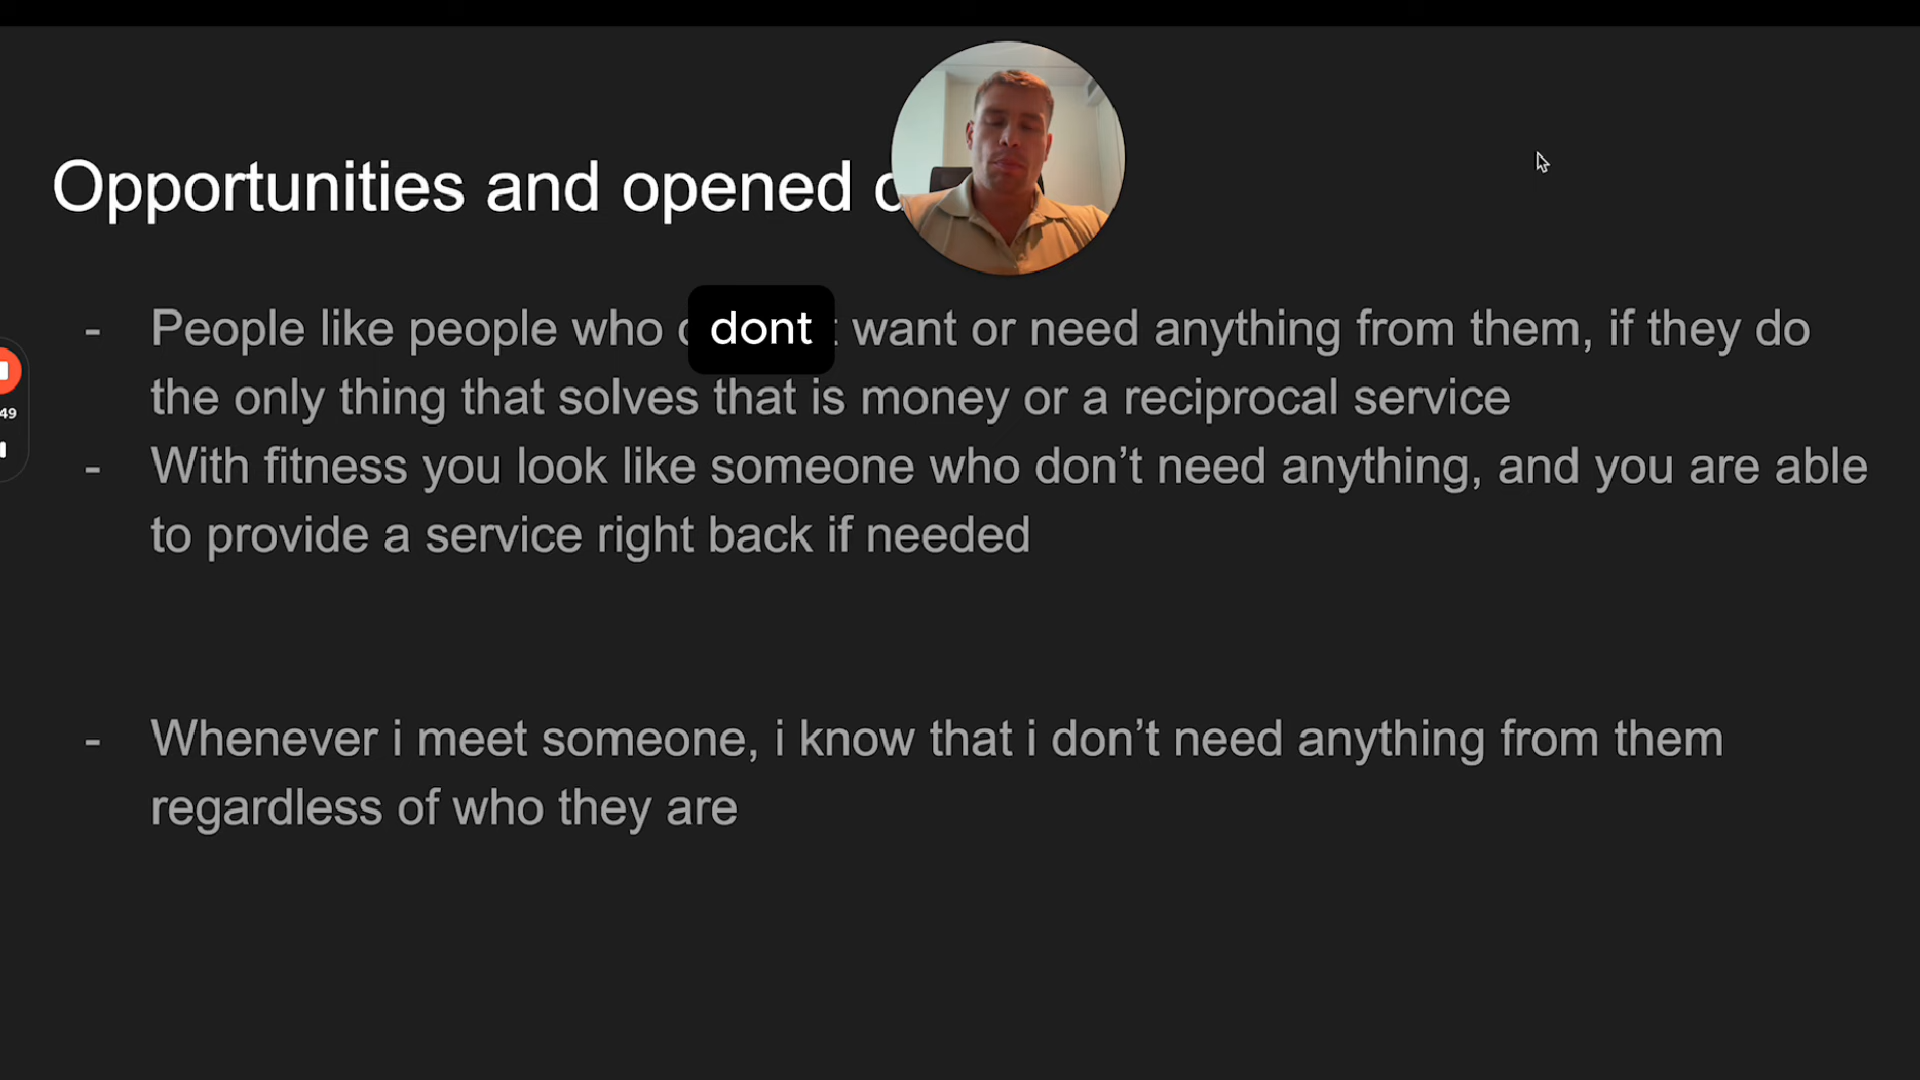 Opportunities and opened
- People like people who dont want or need anything from them, if they do
the only thing that solves that is money or a reciprocal service
- With fitness you look like someone who don’t need anything, and you are able
to provide a service right back if needed
49
- Whenever i meet someone, i know that i don’t need anything from them
regardless of who they are